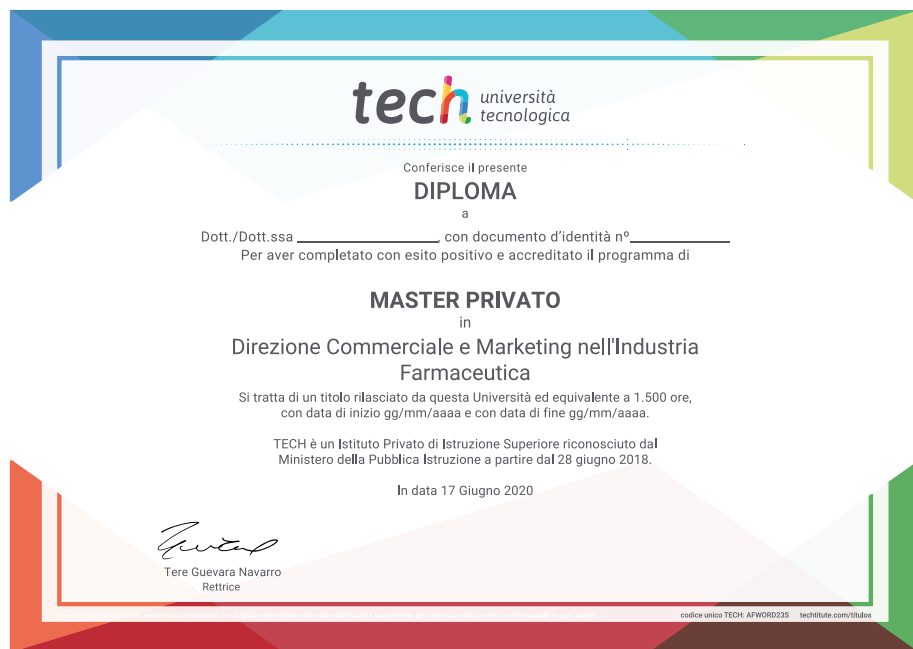 tech università
tecnologica
Conferisce il presente
DIPLOMA
a
Dott./Dott.ssa ____________, con documento d'identità nº____________
Per aver completato con esito positivo e accreditato il programma di
MASTER PRIVATO
in
Direzione Commerciale e Marketing nell'Industria
Farmaceutica
Si tratta di un titolo rilasciato da questa Università ed equivalente a 1.500 ore,
con data di inizio gg/mm/aaaa e con data di fine gg/mm/aaaa.
TECH è un Istituto Privato di Istruzione Superiore riconosciuto dal
Ministero della Pubblica Istruzione a partire dal 28 giugno 2018.
In data 17 Giugno 2020
Tere Guevara Navarro
Rettrice
codice unico TECH: AFWORD23S techtitute.com/titulos